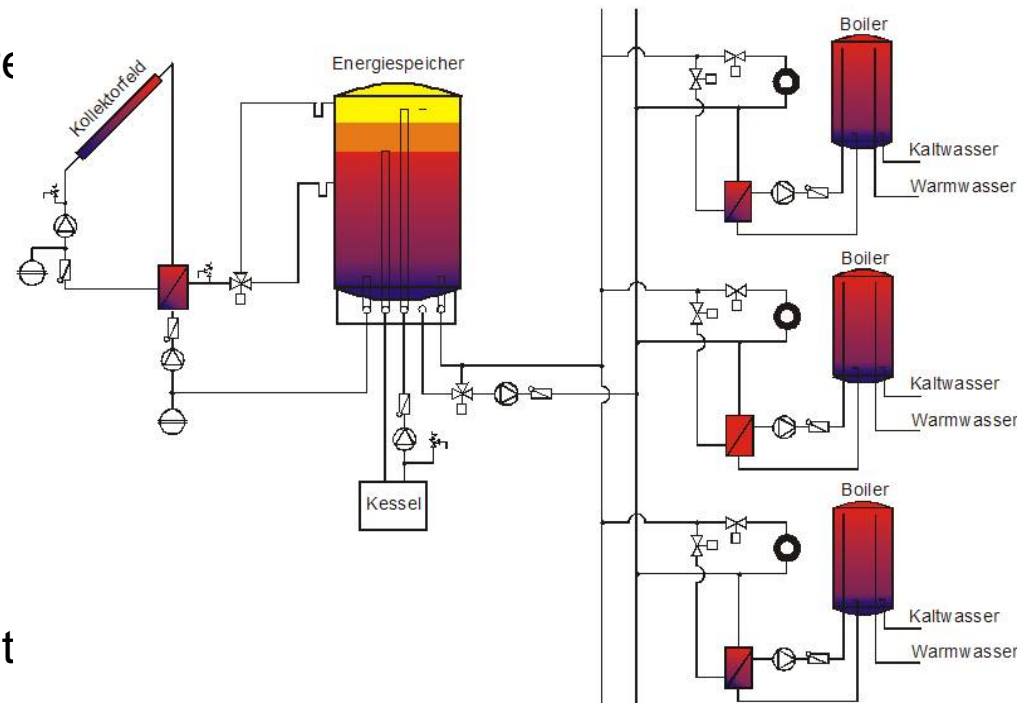 Boiler
Energiespeicher
Kollektorfeld
Kaltwasser
Warmwasser
Boiler
Kaltwasser
Warmwasser
Kessel
Boiler
Kaltwasser
Warmwasser